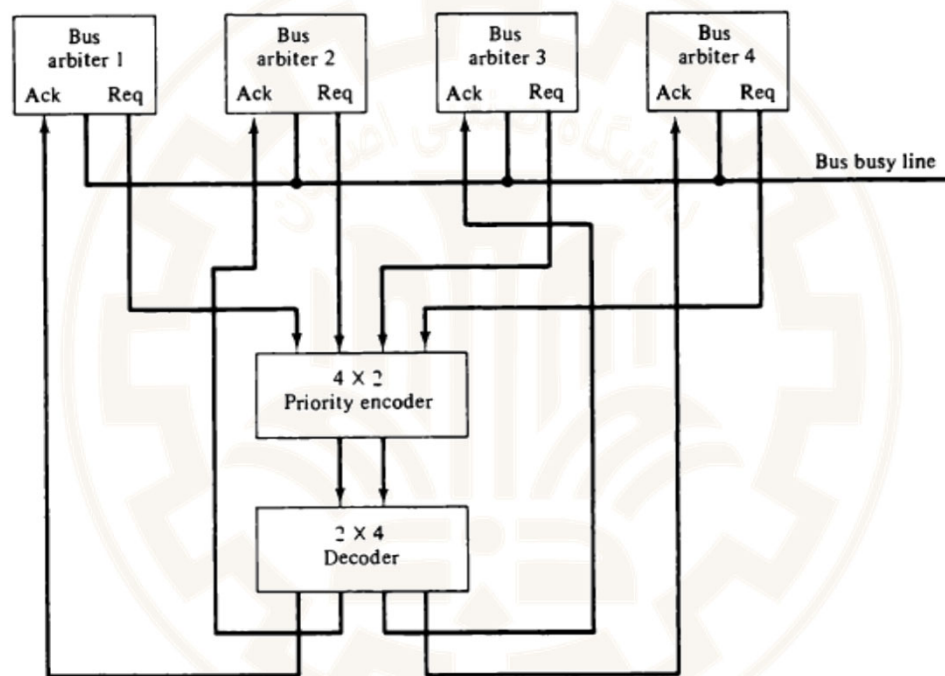 Bus
arbiter 1
Ack Req
Bus
arbiter 2
Ack Req
Bus
arbiter 3
Ack Req
Bus
arbiter 4
Ack Req
Bus busy line
4 X 2
Priority encoder
2 X 4
Decoder